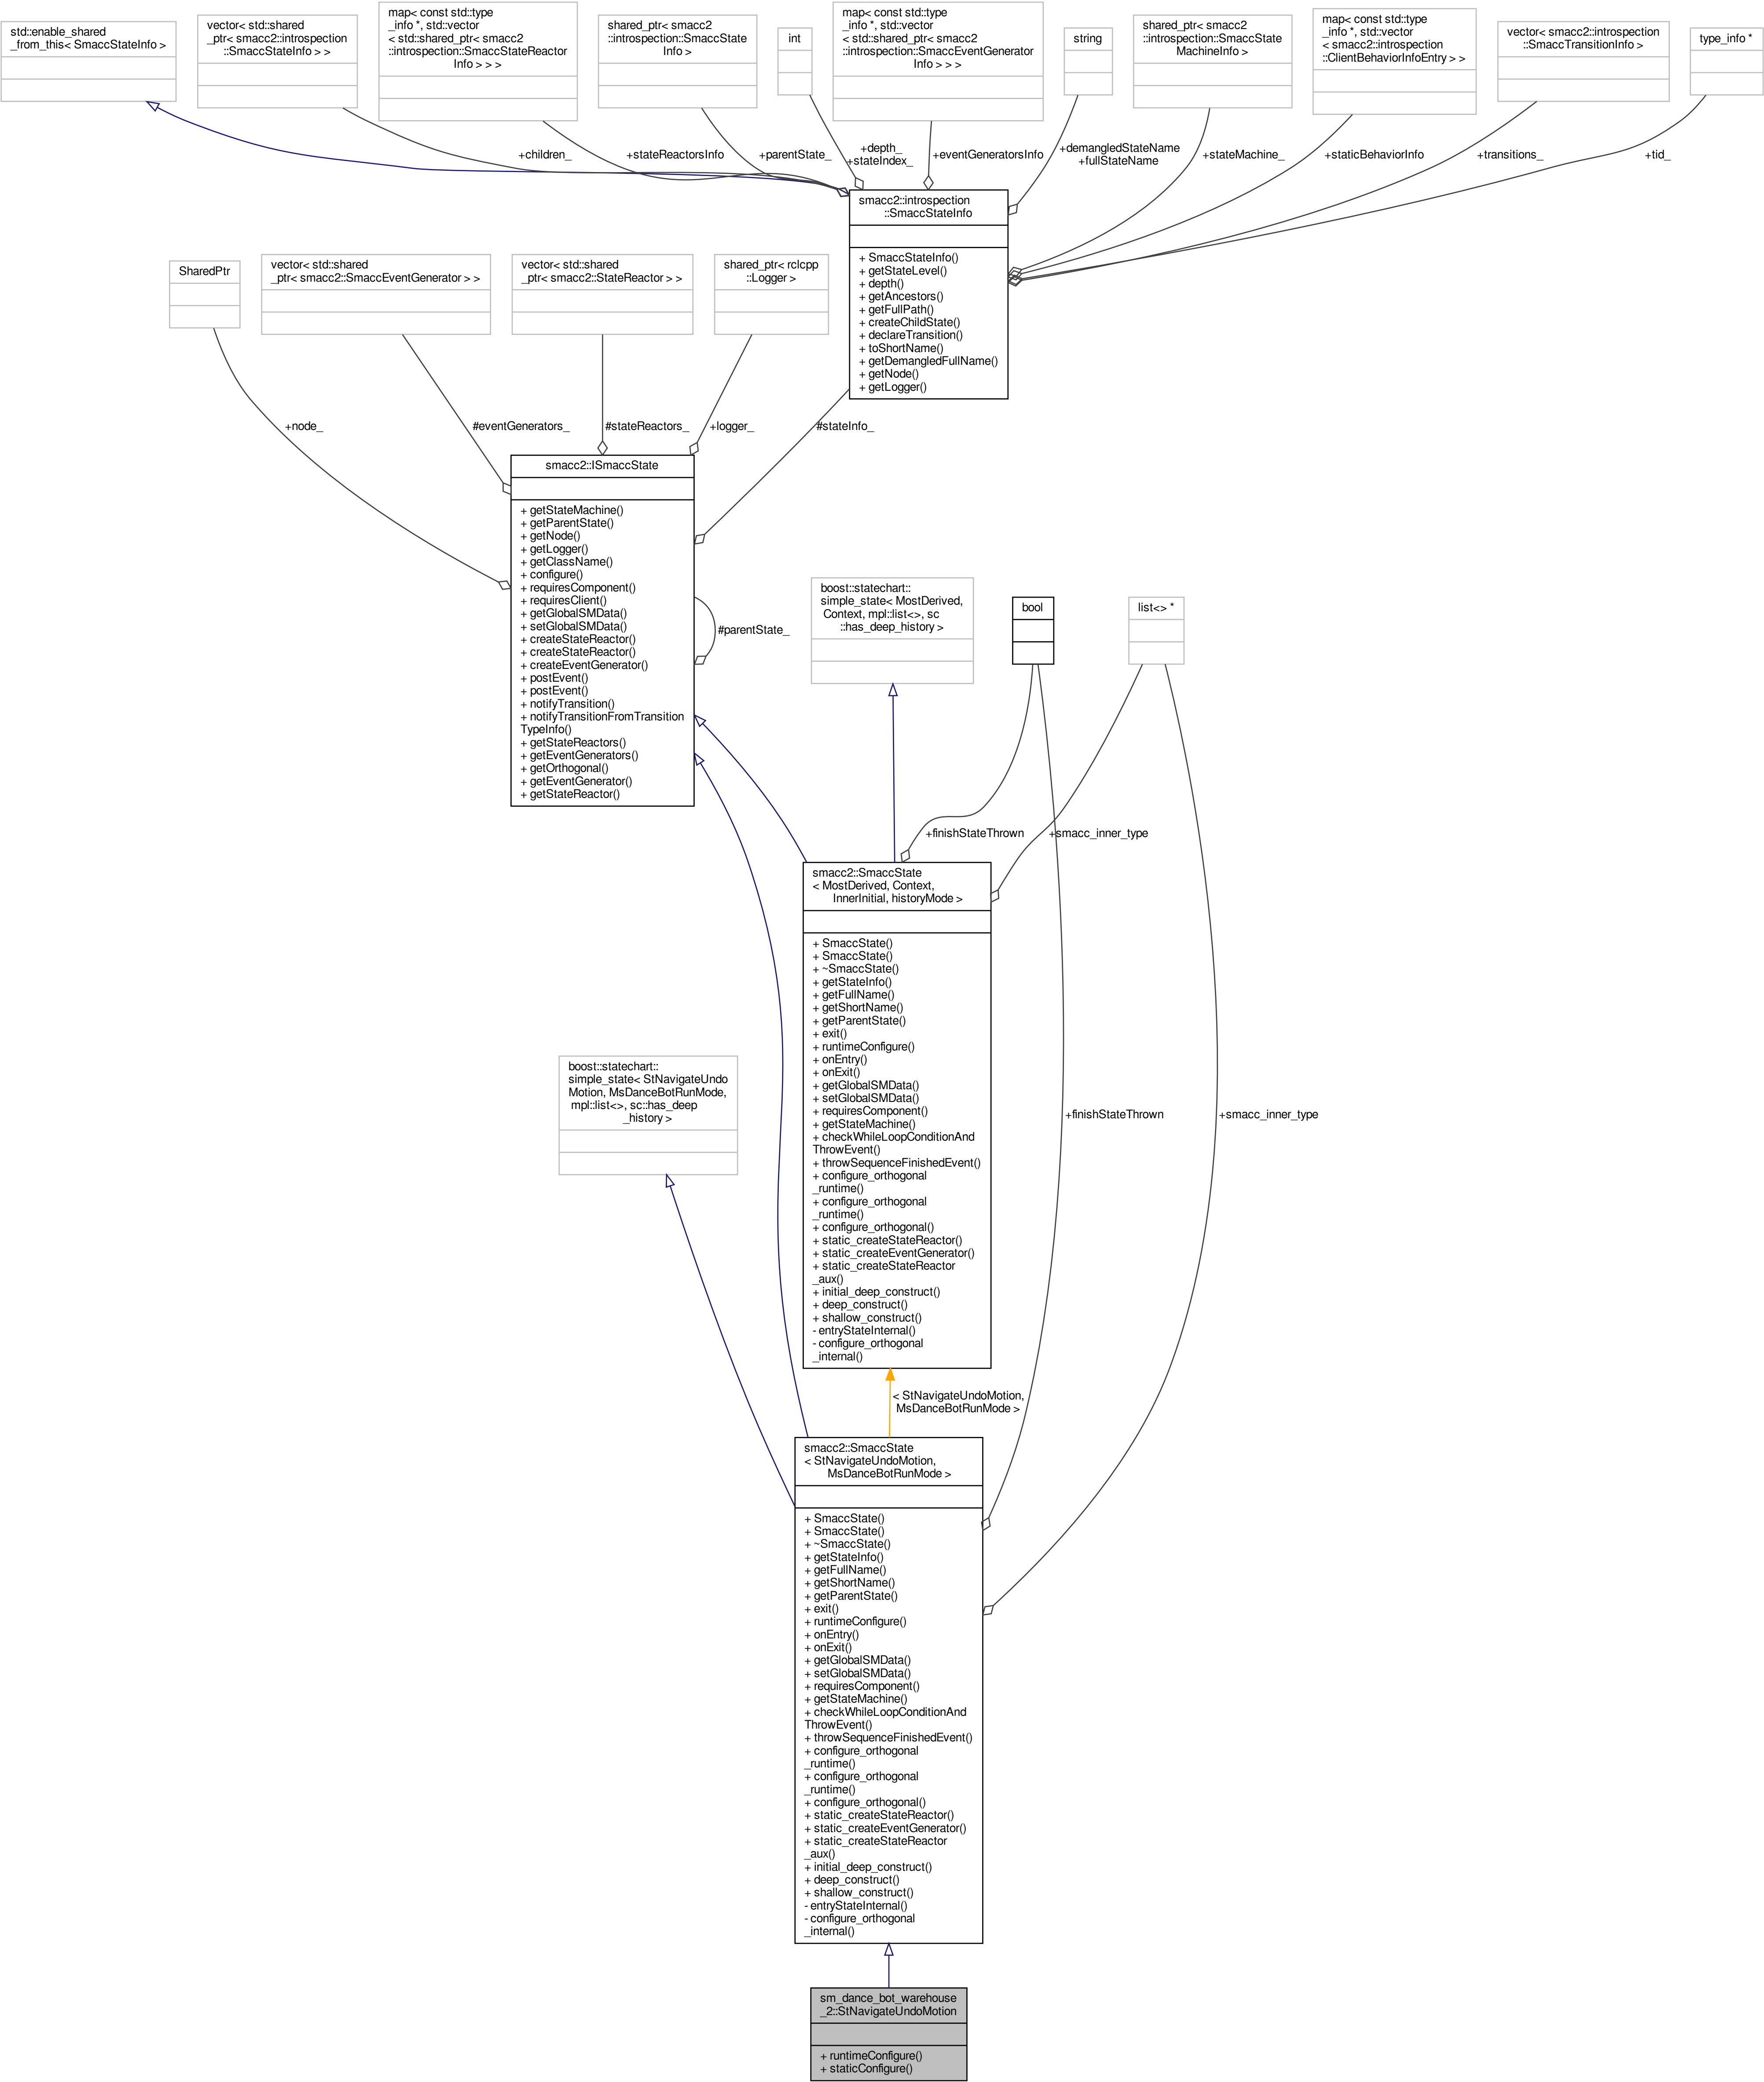 std::enable_shared
_from_this< SmaccStateInfo >
vector< std::shared
_ptr< smacc2::introspection
::SmaccStateInfo > >
map< const std::type
_info *, std::vector
< std::shared_ptr< smacc2
::introspection::SmaccStateReactor
Info > > >
shared_ptr< smacc2
::introspection::SmaccState
Info >
int
map< const std::type
_info *, std::vector
< std::shared_ptr< smacc2
::introspection::SmaccEventGenerator
Info > > >
string
shared_ptr< smacc2
::introspection::SmaccState
MachineInfo >
map< const std::type
_info *, std::vector
< smacc2::introspection
::ClientBehaviorInfoEntry > >
vector< smacc2::introspection
::SmaccTransitionInfo >
type_info *
+children_
+stateReactorsInfo
+parentState_
+depth_
+stateIndex_
+eventGeneratorsInfo
+demangledStateName
+fullStateName
+stateMachine_
+staticBehaviorInfo
+transitions_
+tid_
smacc2::introspection
::SmaccStateInfo
+ SmaccStateInfo()
+ getStateLevel()
+ depth()
+ getAncestors()
+ getFullPath()
+ createChildState()
+ declareTransition()
+ toShortName()
+ getDemangledFullName()
+ getNode()
+ getLogger()
SharedPtr
vector< std::shared
_ptr< smacc2::SmaccEventGenerator > >
vector< std::shared
_ptr< smacc2::StateReactor > >
shared_ptr< rclcpp
::Logger >
+node_
#eventGenerators_
#stateReactors_
+logger_
#stateInfo_
smacc2::ISmaccState
+ getStateMachine()
+ getParentState()
+ getNode()
+ getLogger()
+ getClassName()
+ configure()
+ requiresComponent()
+ requiresClient()
+ getGlobalSMData()
+ setGlobalSMData()
+ createStateReactor()
+ createStateReactor()
+ createEventGenerator()
+ postEvent()
+ postEvent()
+ notifyTransition()
+ notifyTransitionFromTransition
TypeInfo()
+ getStateReactors()
+ getEventGenerators()
+ getOrthogonal()
+ getEventGenerator()
+ getStateReactor()
#parentState_
boost::statechart::
simple_state< MostDerived,
Context, mpl::list<>, sc
::has_deep_history >
bool
list<> *
+finishStateThrown
+smacc_inner_type
smacc2::SmaccState
< MostDerived, Context,
InnerInitial, historyMode >
+ SmaccState()
+ SmaccState()
+ ~SmaccState()
+ getStateInfo()
+ getFullName()
+ getShortName()
+ getParentState()
+ exit()
+ runtimeConfigure()
+ onEntry()
+ onExit()
+ getGlobalSMData()
+ setGlobalSMData()
+ requiresComponent()
+ getStateMachine()
+ checkWhileLoopConditionAnd
ThrowEvent()
+ throwSequenceFinishedEvent()
+ configure_orthogonal
_runtime()
+ configure_orthogonal
_runtime()
+ configure_orthogonal()
+ static_createStateReactor()
+ static_createEventGenerator()
+ static_createStateReactor
_aux()
+ initial_deep_construct()
+ deep_construct()
+ shallow_construct()
- entryStateInternal()
- configure_orthogonal
_internal()
boost::statechart::
simple_state< StNavigateUndo
Motion, MsDanceBotRunMode,
mpl::list<>, sc::has_deep
_history >
+finishStateThrown
+smacc_inner_type
< StNavigateUndoMotion,
MsDanceBotRunMode >
smacc2::SmaccState
< StNavigateUndoMotion,
MsDanceBotRunMode >
+ SmaccState()
+ SmaccState()
+ ~SmaccState()
+ getStateInfo()
+ getFullName()
+ getShortName()
+ getParentState()
+ exit()
+ runtimeConfigure()
+ onEntry()
+ onExit()
+ getGlobalSMData()
+ setGlobalSMData()
+ requiresComponent()
+ getStateMachine()
+ checkWhileLoopConditionAnd
ThrowEvent()
+ throwSequenceFinishedEvent()
+ configure_orthogonal
_runtime()
+ configure_orthogonal
_runtime()
+ configure_orthogonal()
+ static_createStateReactor()
+ static_createEventGenerator()
+ static_createStateReactor
_aux()
+ initial_deep_construct()
+ deep_construct()
+ shallow_construct()
- entryStateInternal()
- configure_orthogonal
_internal()
sm_dance_bot_warehouse
_2::StNavigateUndoMotion
+ runtimeConfigure()
+ staticConfigure()